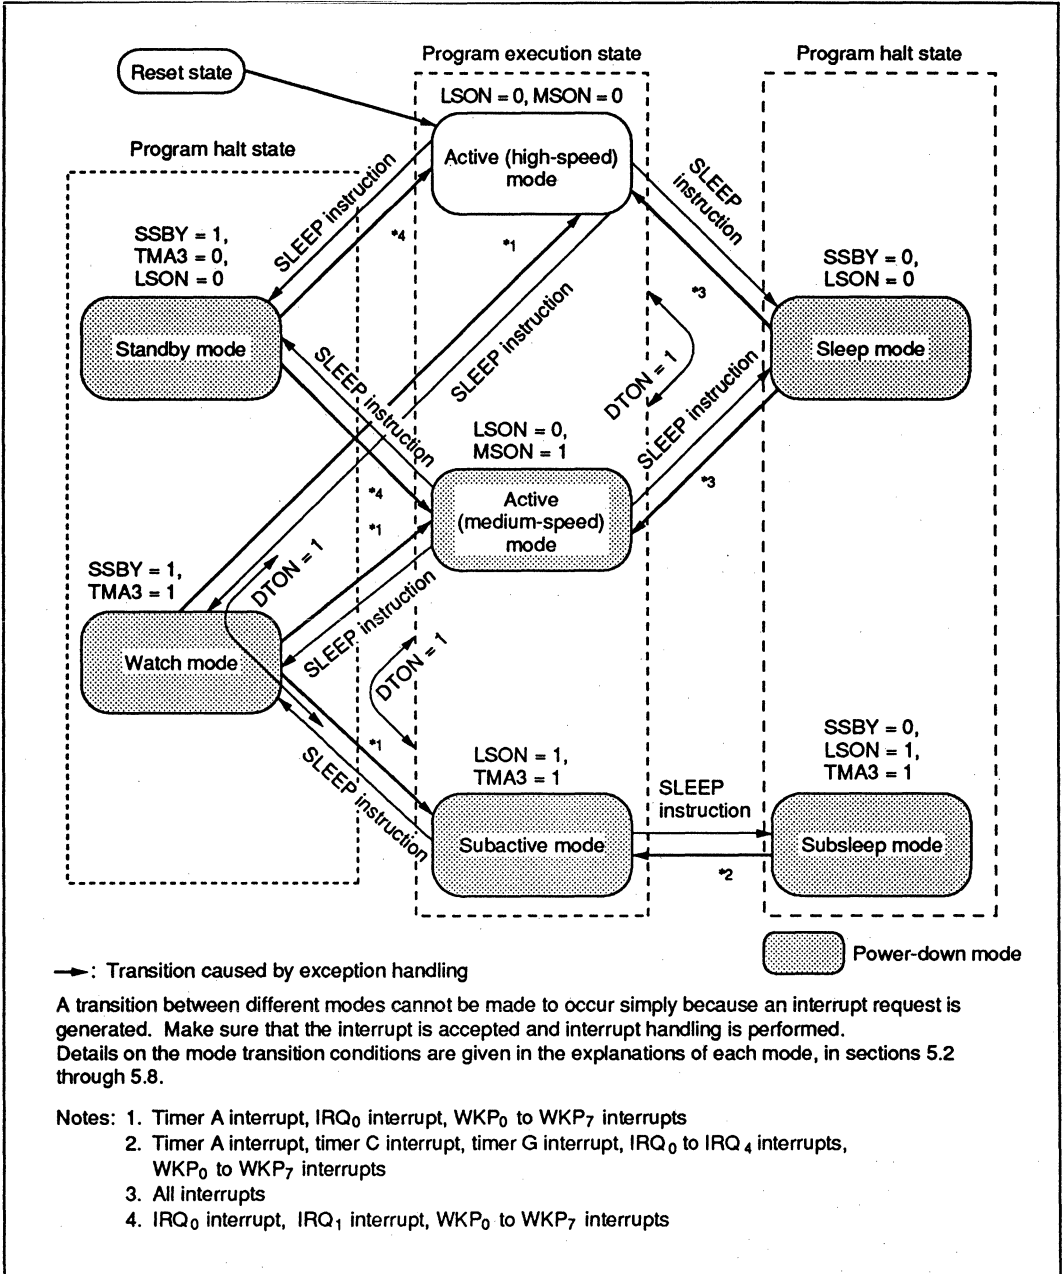 Program execution state
Program halt state
Reset state
LSON = 0, MSON = 0
Program halt state
Active (high-speed)
mode
SLEEP instruction
SLEEP
instruction
*4
*1
SSBY = 1,
TMA3 = 0,
LSON = 0
SSBY = 0,
LSON = 0
*3
Standby mode
SLEEP instruction
SLEEP instruction
DTON = 1
Sleep mode
SLEEP instruction
LSON = 0,
MSON = 1
*4
*3
Active
(medium-speed)
mode
*1
SSBY = 1,
TMA3 = 1
DTON = 1
SLEEP instruction
Watch mode
DTON = 1
*1
SLEEP instruction
LSON = 1,
TMA3 = 1
SSBY = 0,
LSON = 1,
TMA3 = 1
SLEEP
instruction
Subactive mode
Subsleep mode
*2
Power-down mode
: Transition caused by exception handling
A transition between different modes cannot be made to occur simply because an interrupt request is
generated. Make sure that the interrupt is accepted and interrupt handling is performed.
Details on the mode transition conditions are given in the explanations of each mode, in sections 5.2
through 5.8.
Notes: 1. Timer A interrupt, IRQ0 interrupt, WKP0 to WKP7 interrupts
2. Timer A interrupt, timer C interrupt, timer G interrupt, IRQ0 to IRQ4 interrupts,
WKP0 to WKP7 interrupts
3. All interrupts
4. IRQ0 interrupt, IRQ1 interrupt, WKP0 to WKP7 interrupts